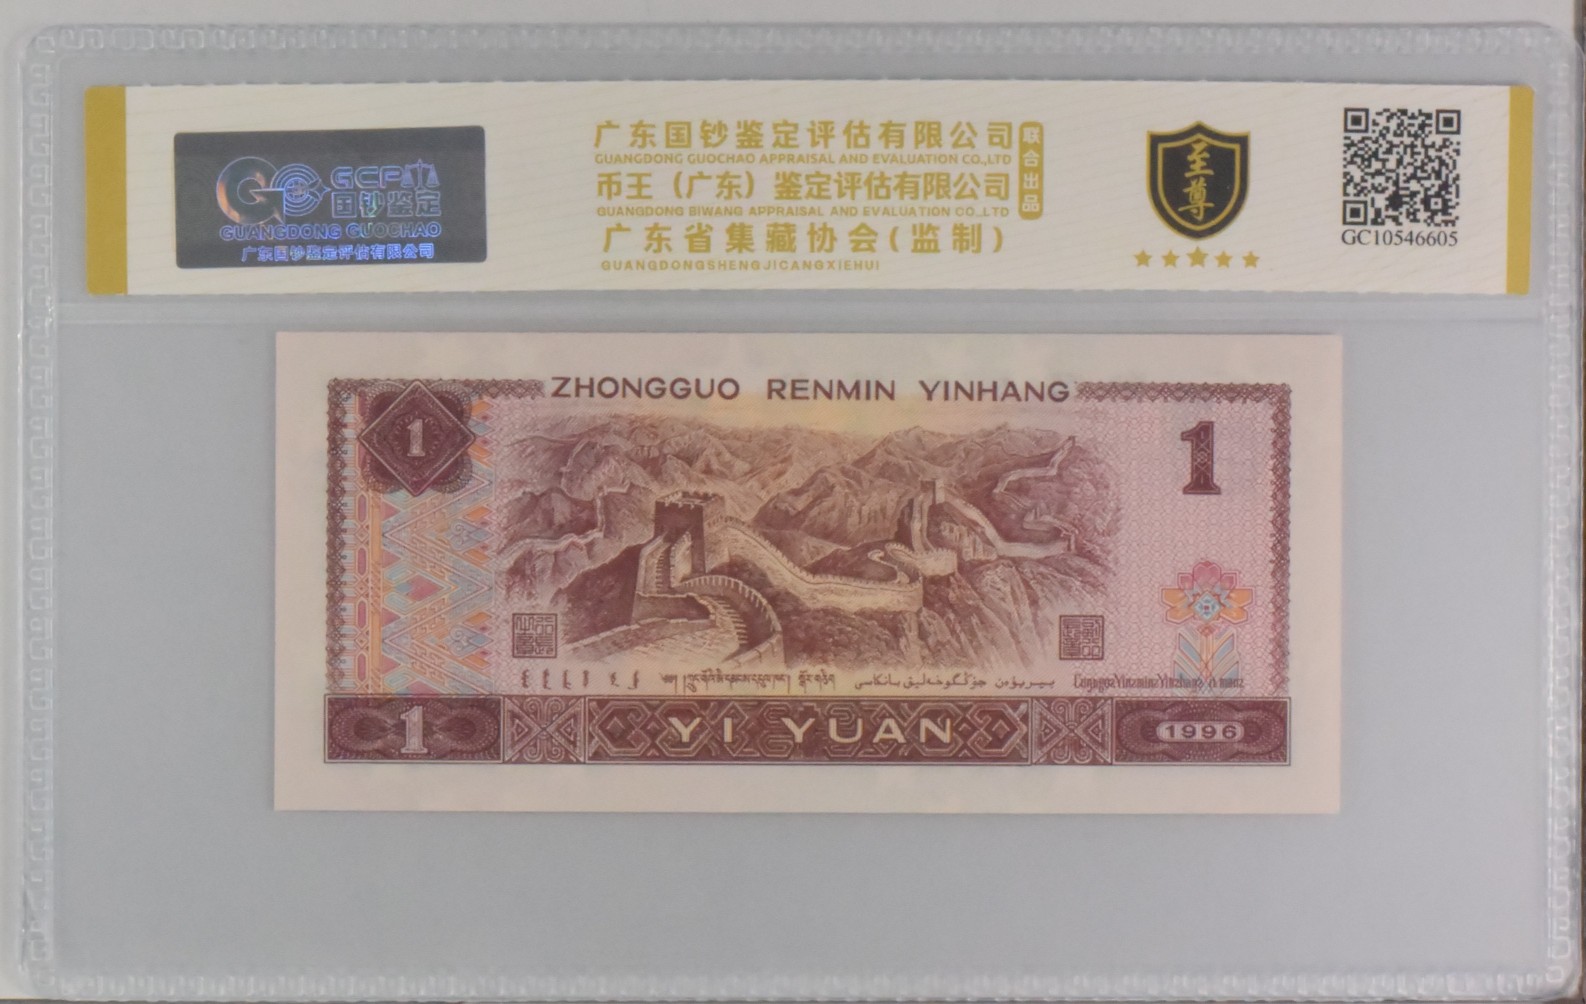 GCP
国钞鉴定
GUANGDONG GUOCHAO
广东国钞鉴定评估有限公司
广东国钞鉴定评估有限公司
GUANGDONG GUOCHAO APPRAISAL AND EVALUATION CO.,LTD
币王（广东）鉴定评估有限公司
GUANGDONG BIWANG APPRAISAL AND EVALUATION CO.,LTD
联合出品
广东省集藏协会(监制)
GUANGDONGSHENGJICANGXIEHUI
至尊
GC10546605
ZHONGGUO RENMIN YINHANG
1
1
1
YI YUAN
1996